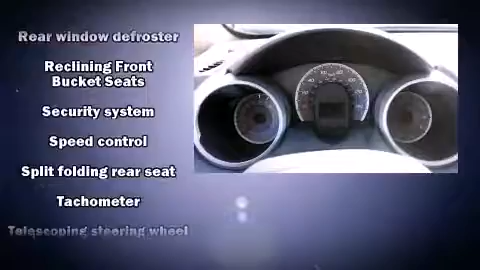 Rear window defroster
Reclining Front
Bucket Seats
Security system
Speed control
Split folding rear seat
Tachometer
Telescoping steering wheel